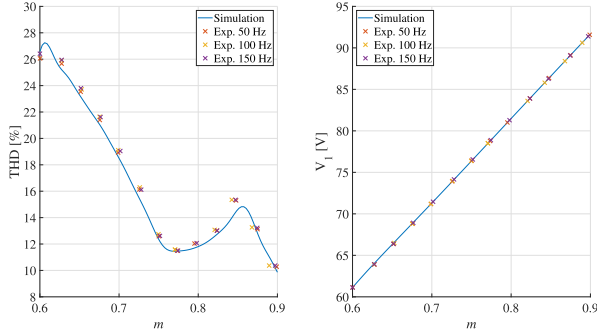 Simulation
Exp. 50 Hz
Exp. 100 Hz
Exp. 150 Hz
THD [%]
30
28
26
24
22
20
18
16
14
12
10
8
0.6
0.7
0.8
0.9
m
Simulation
Exp. 50 Hz
Exp. 100 Hz
Exp. 150 Hz
V1 [V]
95
90
85
80
75
70
65
60
0.6
0.7
0.8
0.9
m